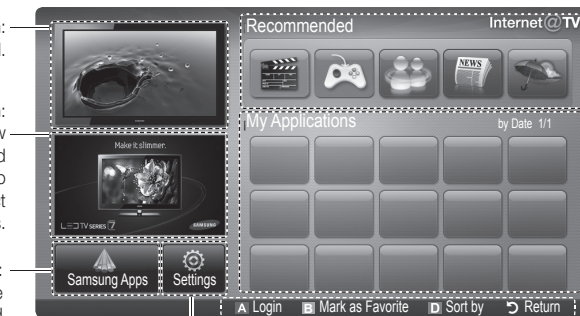 Recommended
Internet@TV
NEWS
My Applications
by Date 1/1
Make it slimmer.
LED TV SERIES 7
SAMSUNG
Samsung Apps
Settings
A Login
B Mark as Favorite
D Sort by
Return